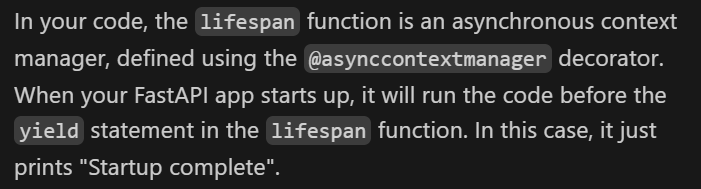 In your code, the lifespan function is an asynchronous context
manager, defined using the @asynccontextmanager decorator.
When your FastAPI app starts up, it will run the code before the
yield statement in the lifespan function. In this case, it just
prints "Startup complete".